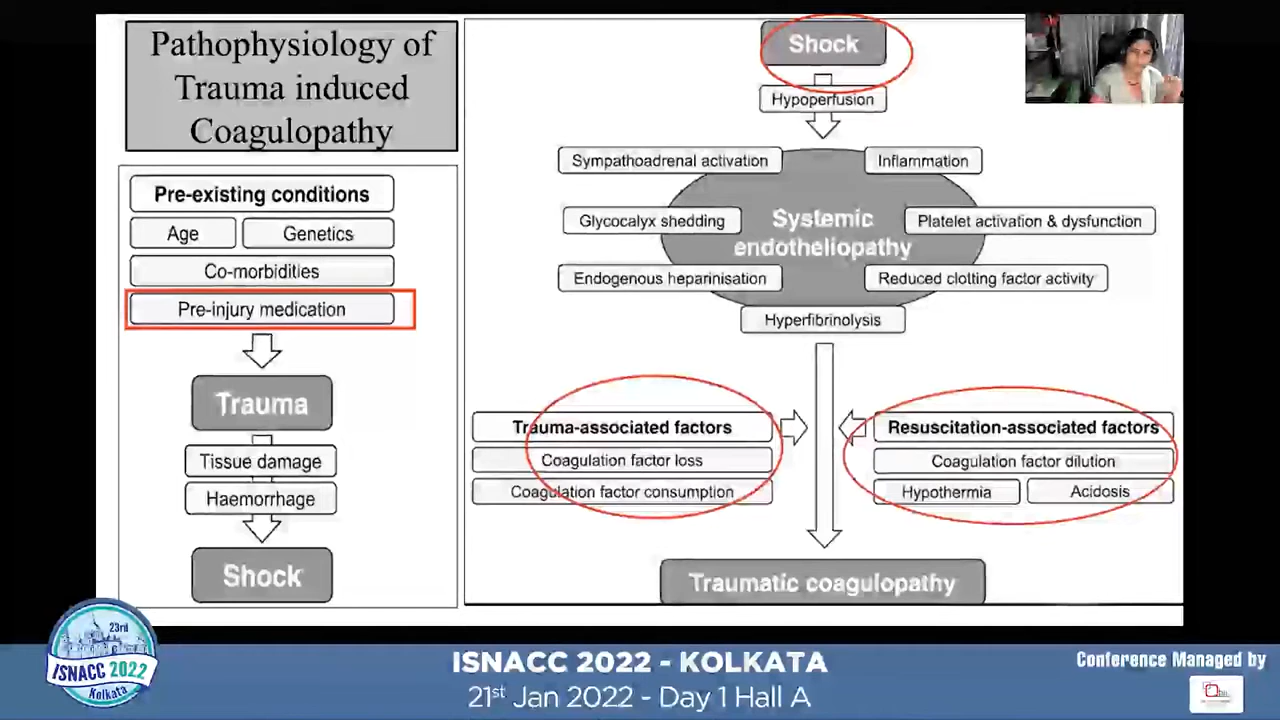 Pathophysiology of
Trauma induced
Coagulopathy
Pre-existing conditions
Age
Genetics
Co-morbidities
Pre-injury medication
Trauma
Tissue damage
Haemorrhage
Shock
Shock
Hypoperfusion
Sympathoadrenal activation
Inflammation
Glycocalyx shedding
Systemic
endotheliopathy
Platelet activation & dysfunction
Endogenous heparinisation
Reduced clotting factor activity
Hyperfibrinolysis
Trauma-associated factors
Coagulation factor loss
Coagulation factor consumption
Resuscitation-associated factors
Coagulation factor dilution
Hypothermia
Acidosis
Traumatic coagulopathy
23rd
ISNACC 2022
Kolkata
ISNACC 2022 - KOLKATA
21st Jan 2022 - Day 1 Hall A
Conference Managed by